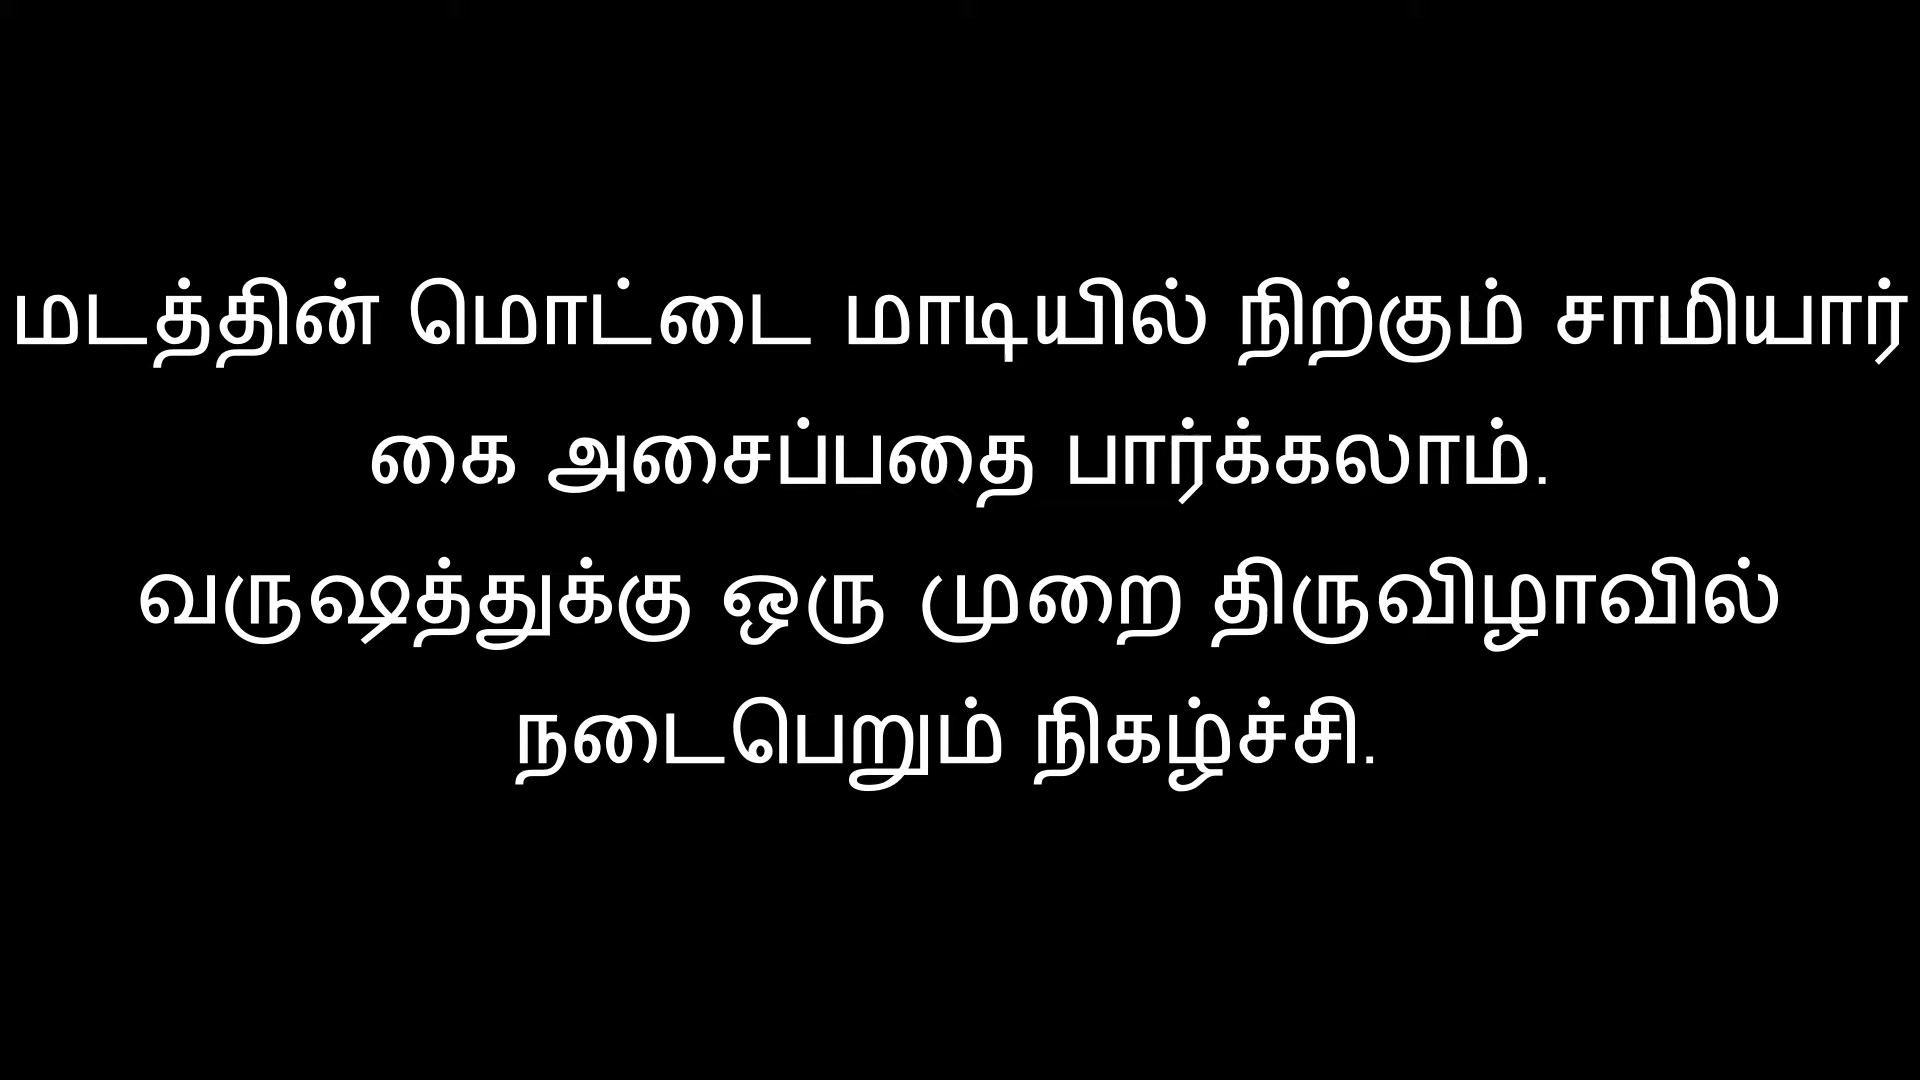 மடத்தின் மொட்டை மாடியில் நிற்கும் சாமியார்
கை அசைப்பதை பார்க்கலாம்.
வருஷத்துக்கு ஒரு முறை திருவிழாவில்
நடைபெறும் நிகழ்ச்சி.